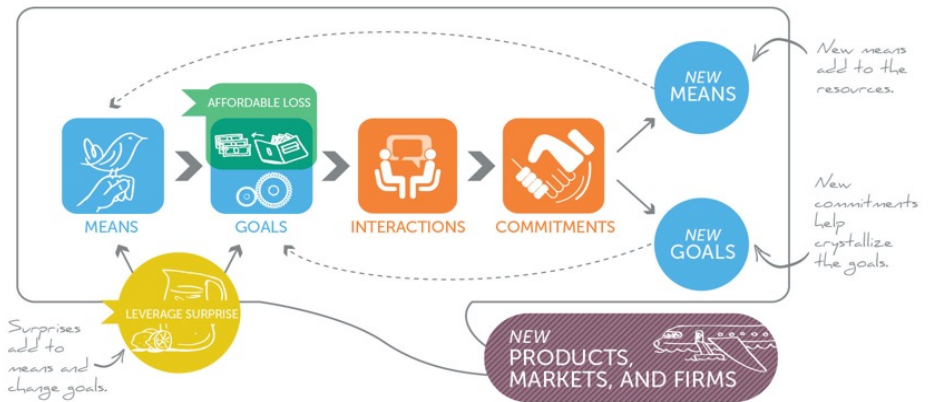 NEW
MEANS
New means
add to the
resources.
AFFORDABLE LOSS
MEANS
GOALS
INTERACTIONS
COMMITMENTS
NEW
GOALS
New
commitments
help
crystallize
the goals.
LEVERAGE SURPRISE
Surprises
add to
means and
change goals.
NEW
PRODUCTS,
MARKETS, AND FIRMS